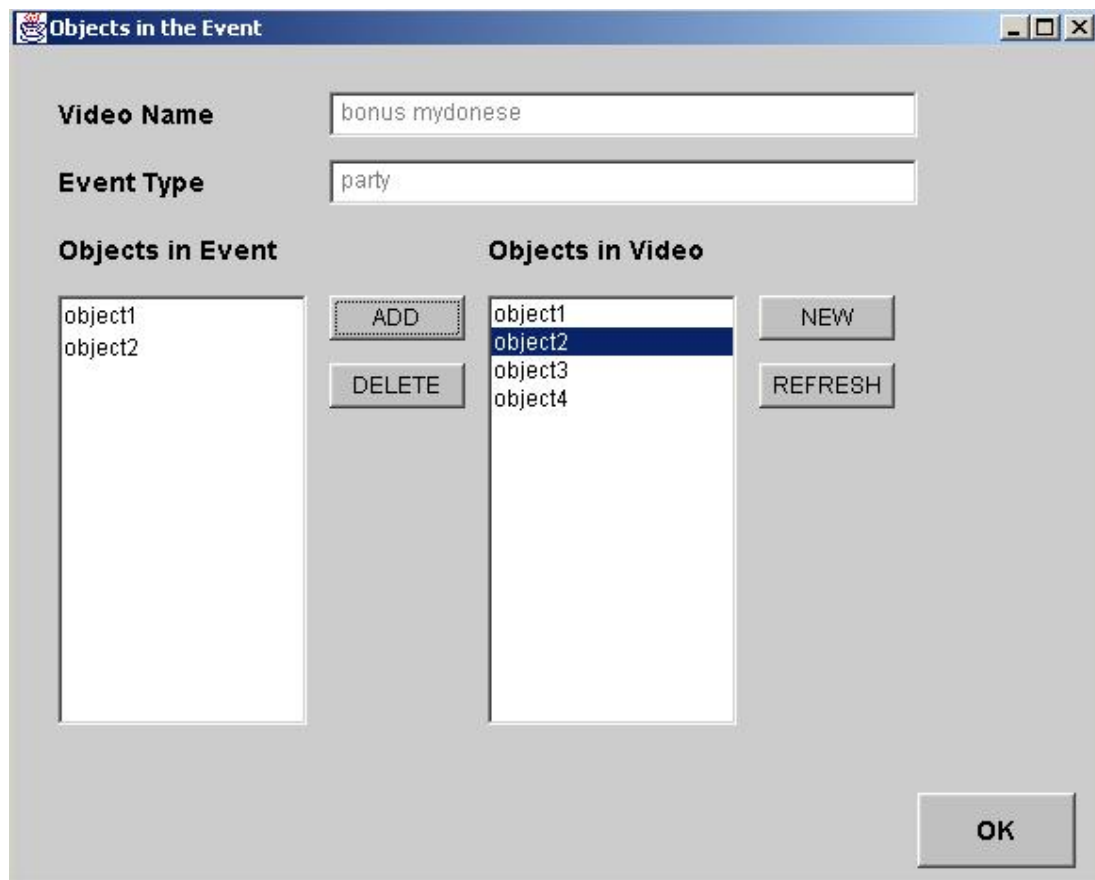 Objects in the Event
Video Name
bonus mydonese
Event Type
party
Objects in Event
Objects in Video
object1
object2
ADD
DELETE
object1
object2
object3
object4
NEW
REFRESH
OK